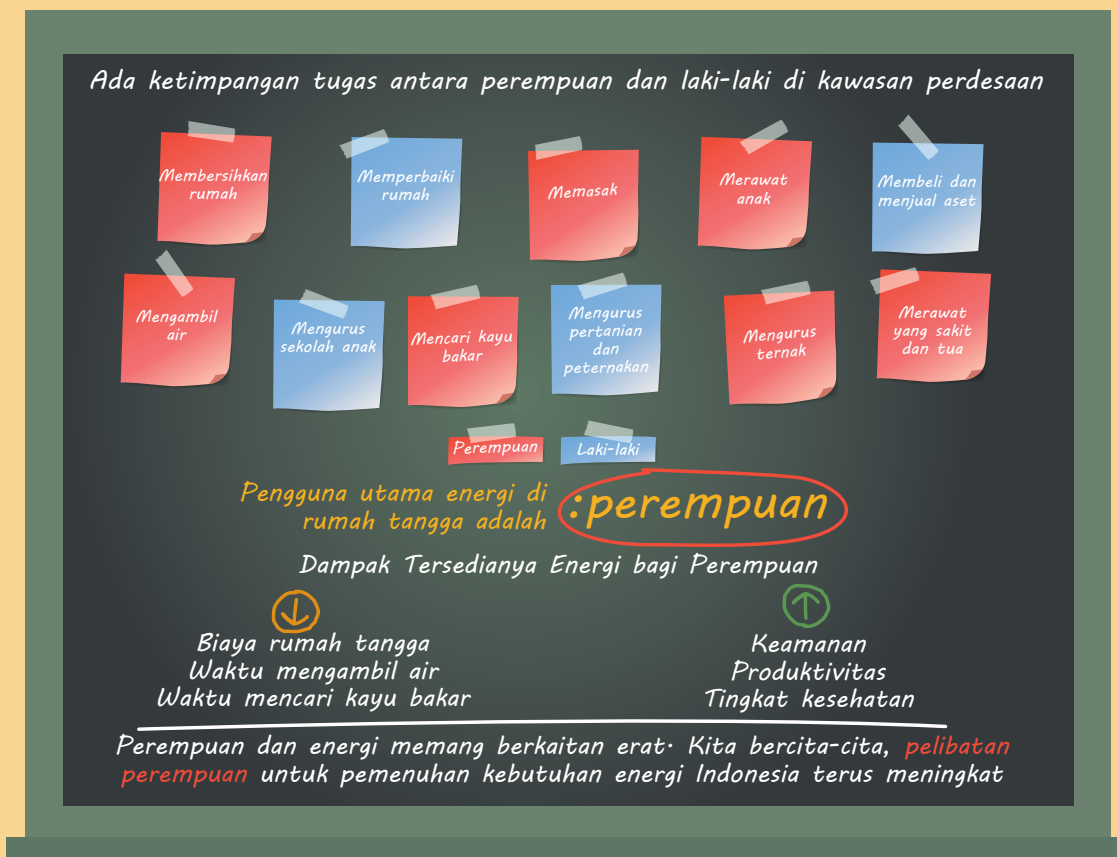 Ada ketimpangan tugas antara perempuan dan laki-laki di kawasan perdesaan
Membersihkan
rumah
Memperbaiki
rumah
Memasak
Merawat
anak
Membeli dan
menjual aset
Mengambil
air
Mengurus
sekolah anak
Mencari kayu
bakar
Mengurus
pertanian
dan
peternakan
Mengurus
ternak
Merawat
yang sakit
dan tua
Perempuan
Laki-laki
Pengguna utama energi di
rumah tangga adalah
:perempuan
Dampak Tersedianya Energi bagi Perempuan
Biaya rumah tangga
Waktu mengambil air
Waktu mencari kayu bakar
Keamanan
Produktivitas
Tingkat kesehatan
Perempuan dan energi memang berkaitan erat. Kita bercita-cita, pelibatan
perempuan untuk pemenuhan kebutuhan energi Indonesia terus meningkat